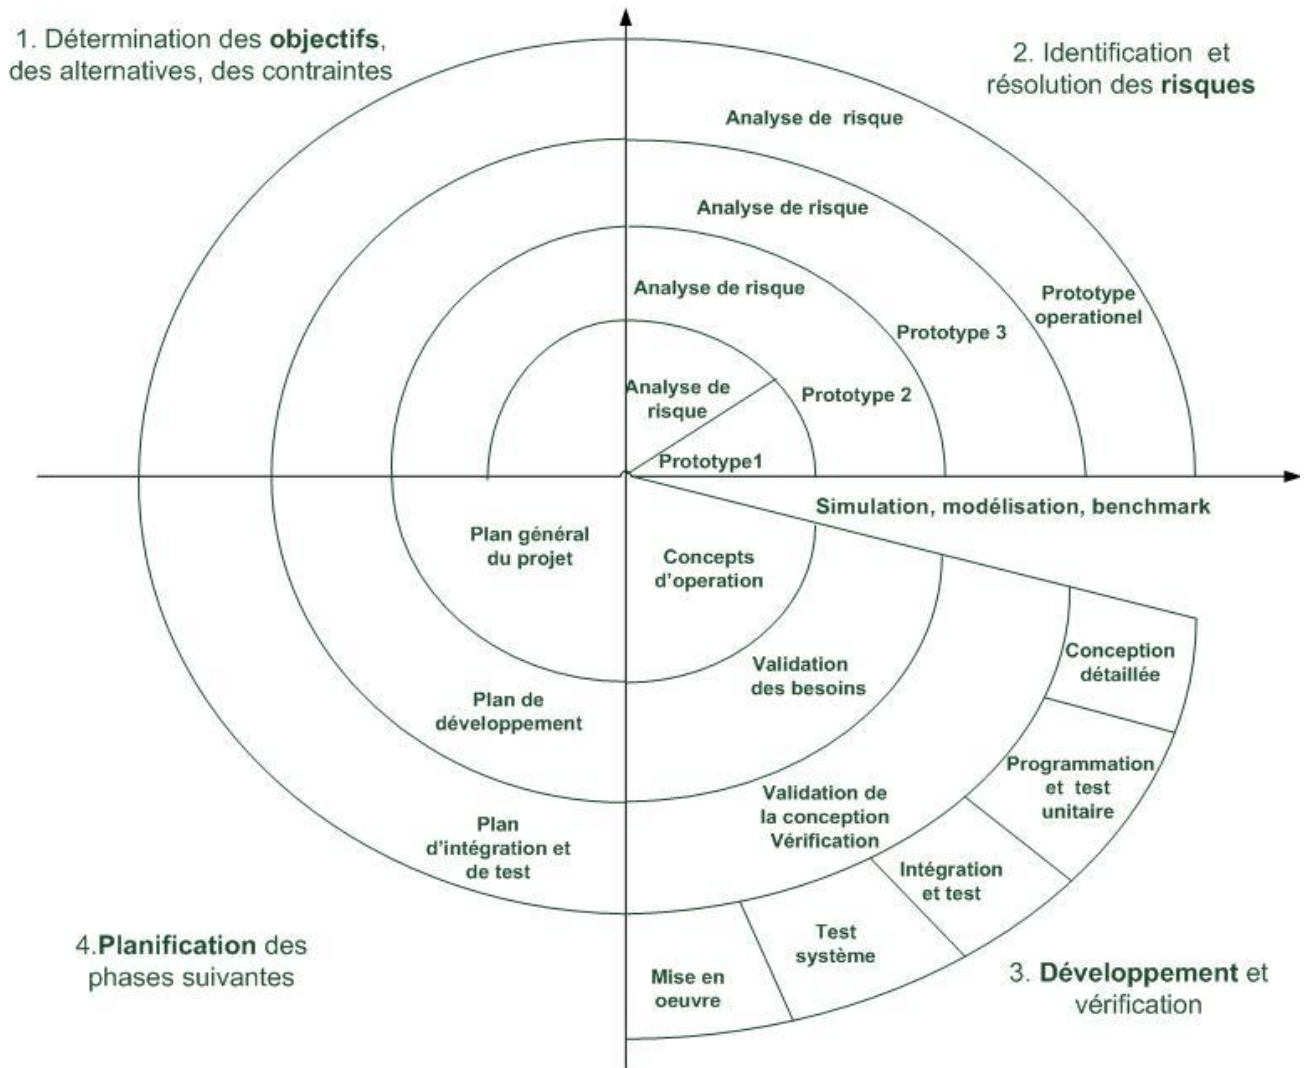 1. Détermination des objectifs,
des alternatives, des contraintes
2. Identification et
résolution des risques
Analyse de risque
Analyse de risque
Analyse de risque
Prototype
operationel
Prototype 3
Analyse de
risque
Prototype 2
Prototype1
Simulation, modélisation, benchmark
Plan général
du projet
Concepts
d'operation
Validation
des besoins
Conception
détaillée
Plan de
développement
Programmation
et test
unitaire
Validation de
la conception
Vérification
Plan
d'intégration et
de test
Intégration
et test
Test
système
Mise en
oeuvre
4.Planification des
phases suivantes
3. Développement et
vérification